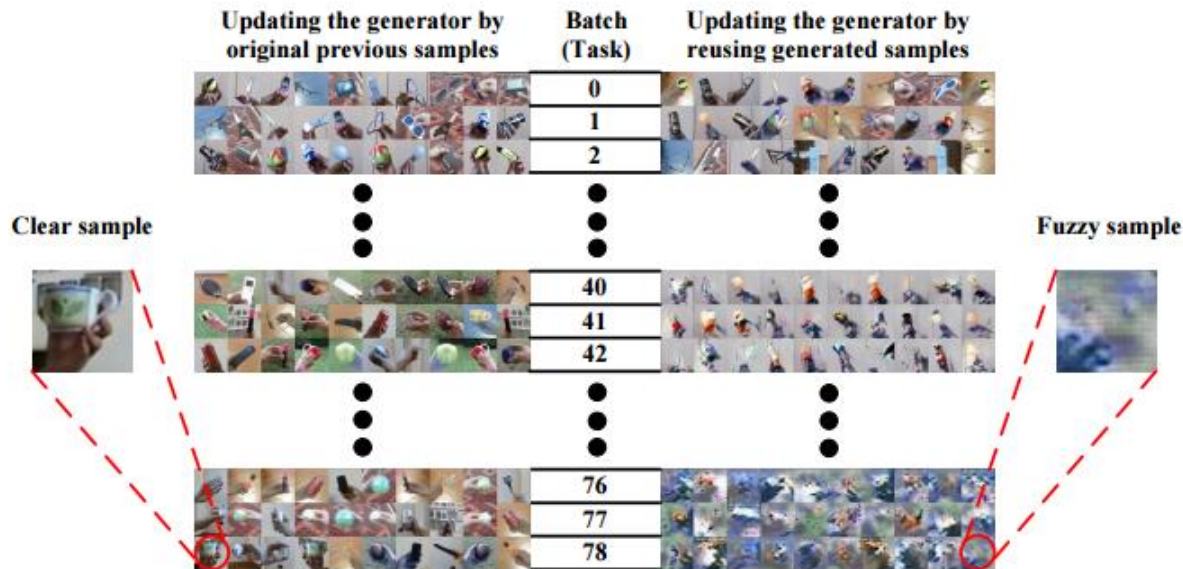 Updating the generator by
original previous samples
Batch
(Task)
Updating the generator by
reusing generated samples
0
1
2
Clear sample
Fuzzy sample
40
41
42
76
77
78